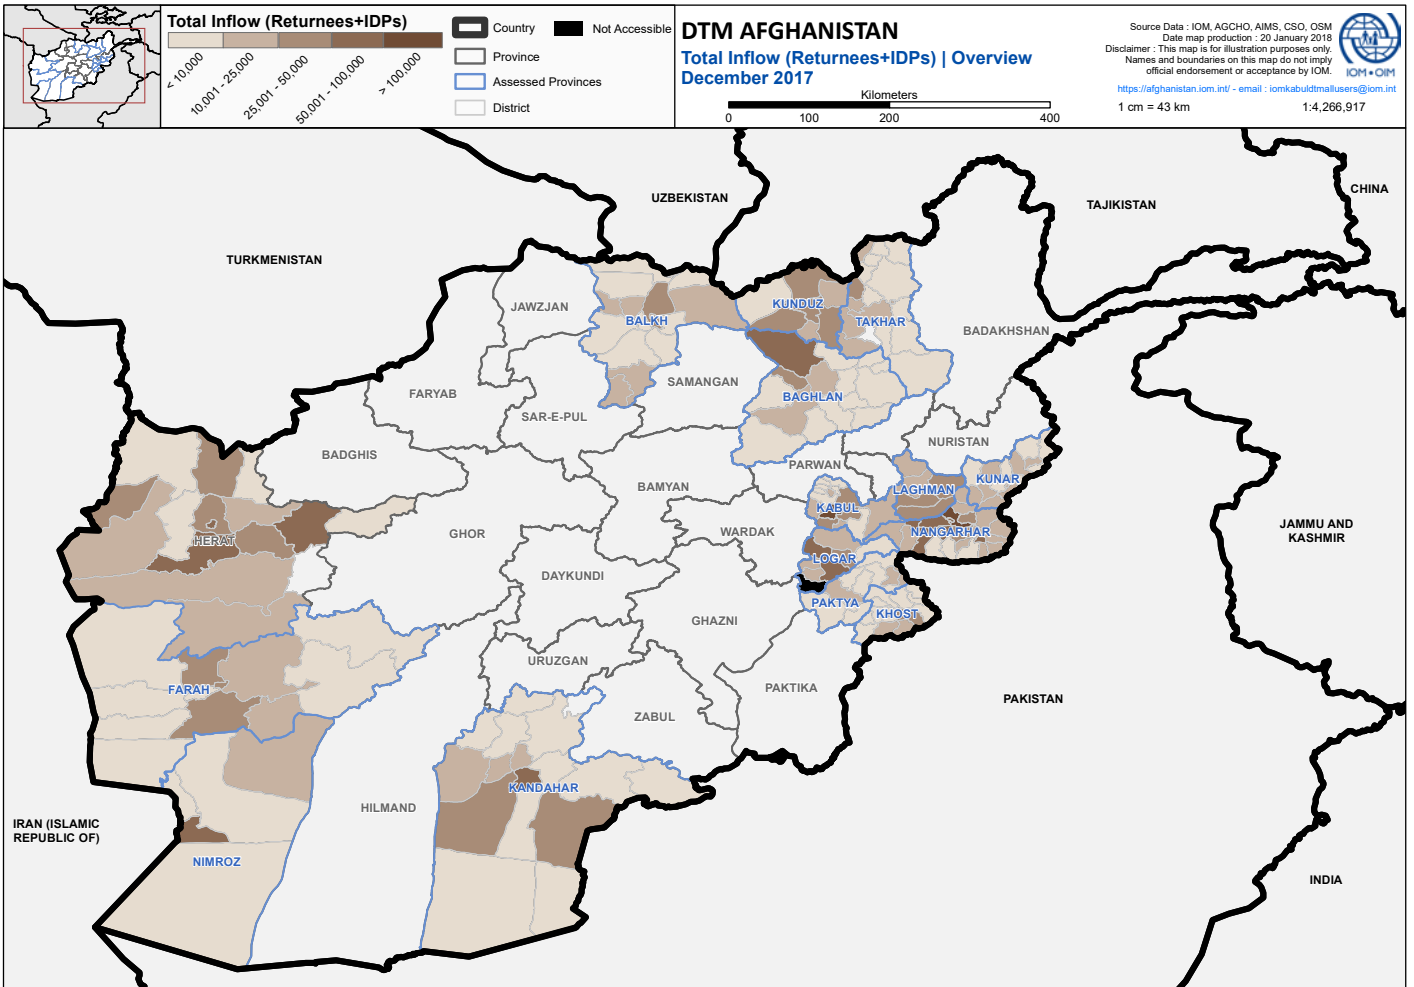 Total Inflow (Returnees+IDPs)
< 10,000
10,001 - 25,000
25,001 - 50,000
50,001 - 100,000
> 100,000
Country
Not Accessible
Province
Assessed Provinces
District
DTM AFGHANISTAN
Total Inflow (Returnees+IDPs) | Overview
December 2017
Kilometers
0 100 200 400
Source Data : IOM, AGCHO, AIMS, CSO, OSM
Date map production : 20 January 2018
Disclaimer : This map is for illustration purposes only.
Names and boundaries on this map do not imply
official endorsement or acceptance by IOM.
IOM • OIM
https://afghanistan.iom.int/ - email : iomkabuldtmallusers@iom.int
1 cm = 43 km
1:4,266,917
UZBEKISTAN
CHINA
TAJIKISTAN
TURKMENISTAN
JAWZJAN
BALKH
KUNDUZ
TAKHAR
BADAKHSHAN
FARYAB
SAMANGAN
BAGHLAN
SAR-E-PUL
BADGHIS
NURISTAN
BAMYAN
PARWAN
KUNAR
LAGHMAN
KABUL
HERAT
GHOR
WARDAK
NANGARHAR
JAMMU AND
KASHMIR
LOGAR
DAYKUNDI
PAKTYA
KHOST
GHAZNI
URUZGAN
FARAH
PAKTIKA
PAKISTAN
ZABUL
KANDAHAR
HILMAND
IRAN (ISLAMIC
REPUBLIC OF)
NIMROZ
INDIA